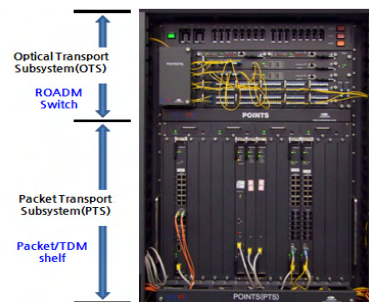 Optical Transport
Subsystem(OTS)
ROADM
Switch
POINTS
Packet Transport
Subsystem(PTS)
Packet/TDM
shelf
POINTS(PTS)